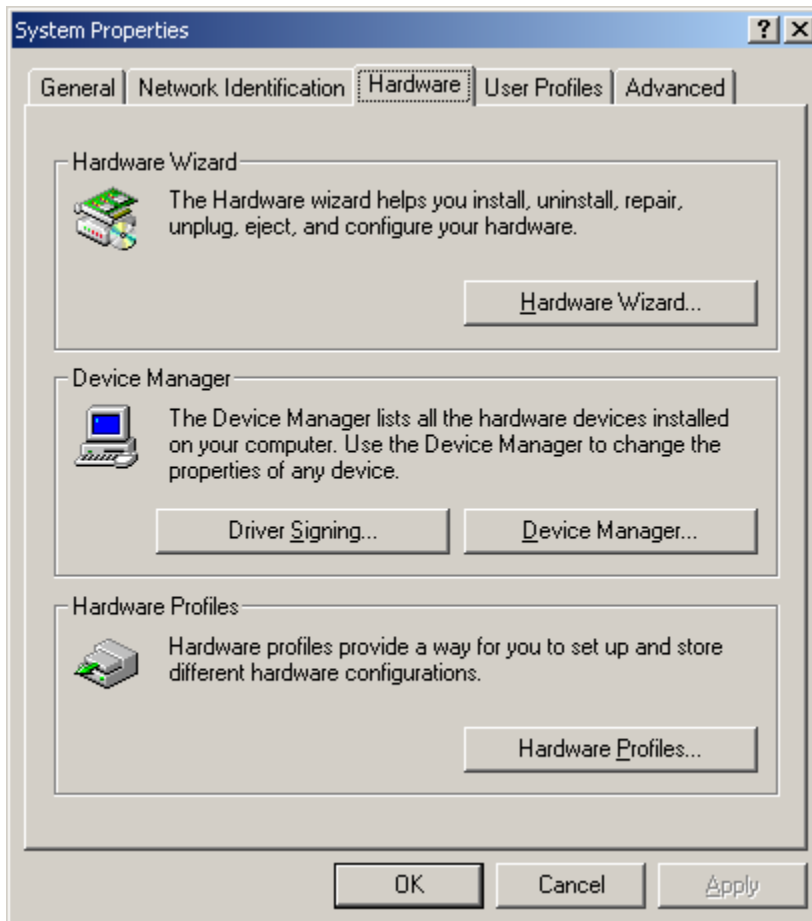 System Properties
General
Network Identification
Hardware
User Profiles
Advanced
Hardware Wizard
The Hardware wizard helps you install, uninstall, repair,
unplug, eject, and configure your hardware.
Hardware Wizard...
Device Manager
The Device Manager lists all the hardware devices installed
on your computer. Use the Device Manager to change the
properties of any device.
Driver Signing...
Device Manager...
Hardware Profiles
Hardware profiles provide a way for you to set up and store
different hardware configurations.
Hardware Profiles...
OK
Cancel
Apply